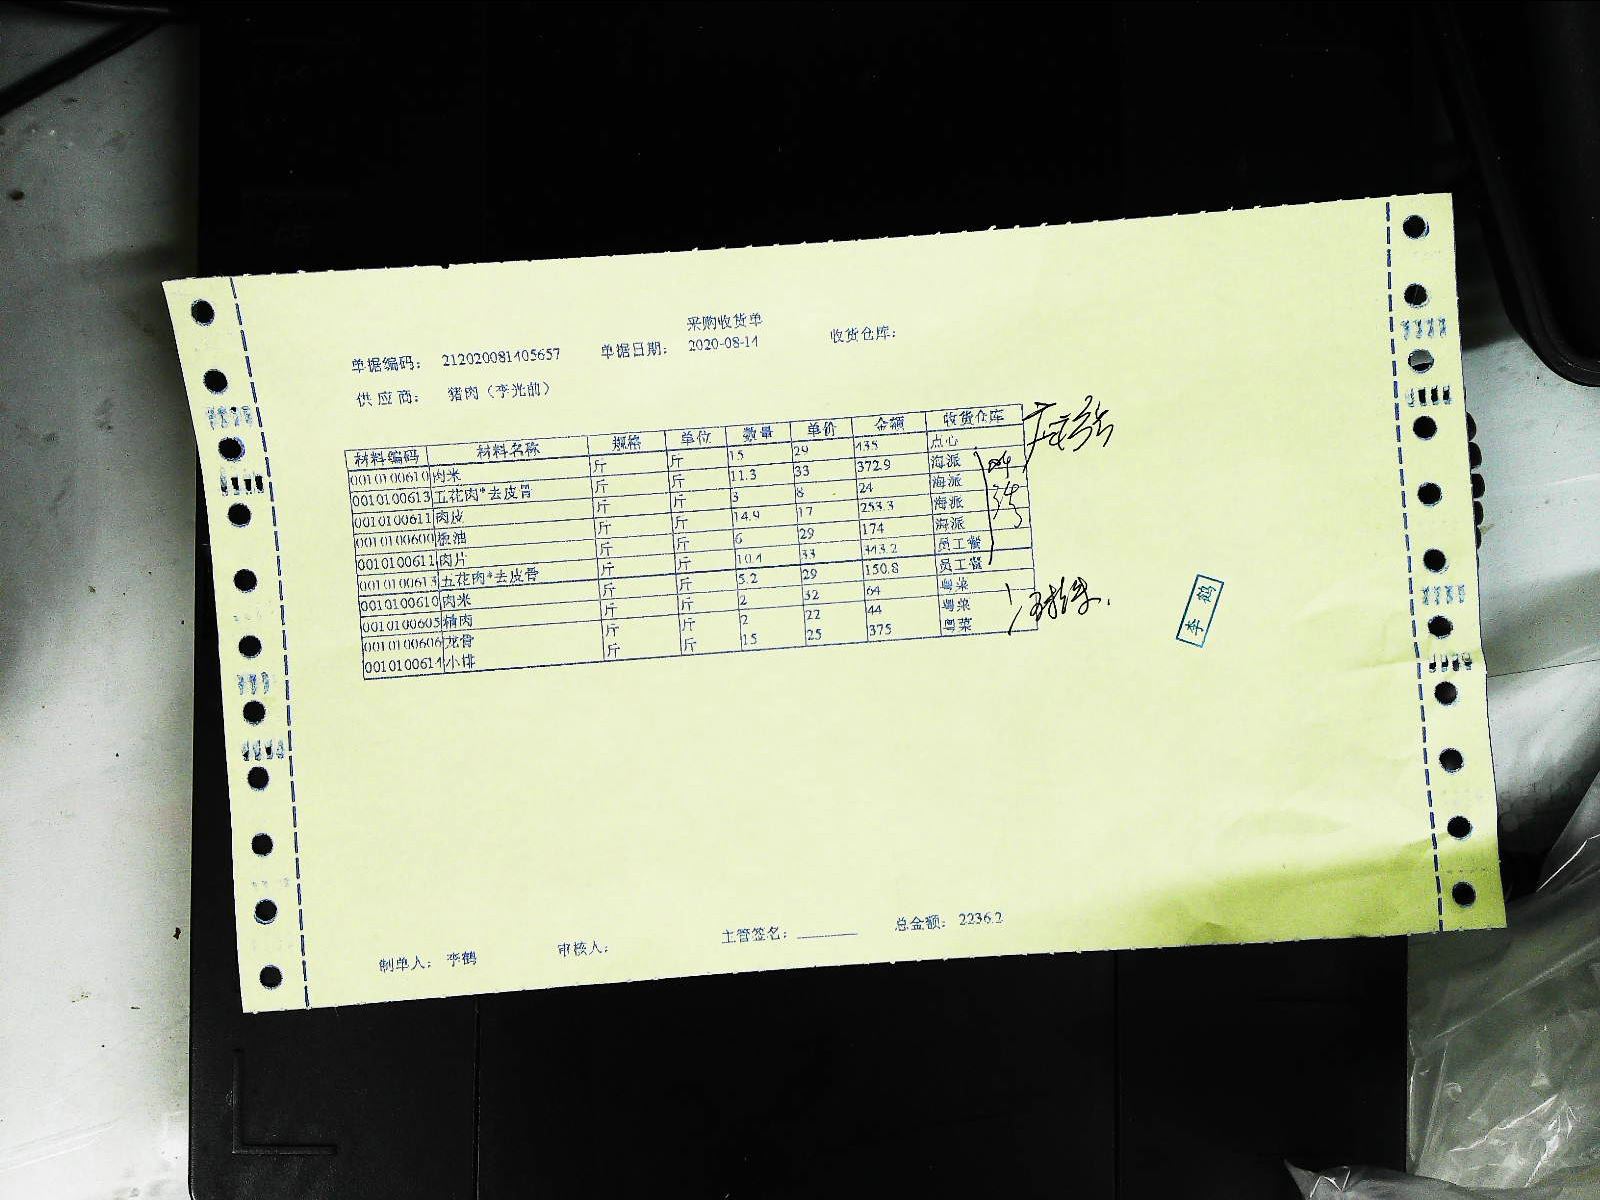 采购收货单
单据编码： 212020081405657 单据日期： 2020-08-14 收货仓库：
供应商： 猪肉（李光前）
材料编码 材料名称 规格 单位 数量 单价 金额 收货仓库
0010100610 肉米 斤 斤 15 29 435 点心
0010100613 五花肉*去皮骨 斤 斤 11.3 33 372.9 海派
0010100611 肉皮 斤 斤 3 8 24 海派
0010100600 板油 斤 斤 14.9 17 253.3 海派
0010100611 肉片 斤 斤 6 29 174 海派
0010100613 五花肉*去皮骨 斤 斤 10.4 33 343.2 员工餐
0010100610 肉米 斤 斤 5.2 29 150.8 员工餐
0010100605 精肉 斤 斤 2 32 64 粤菜
0010100606 龙骨 斤 斤 2 22 44 粤菜
0010100614 小排 斤 斤 15 25 375 粤菜
李鹤
制单人： 李鹤 审核人： 主管签名： 总金额： 2236.2